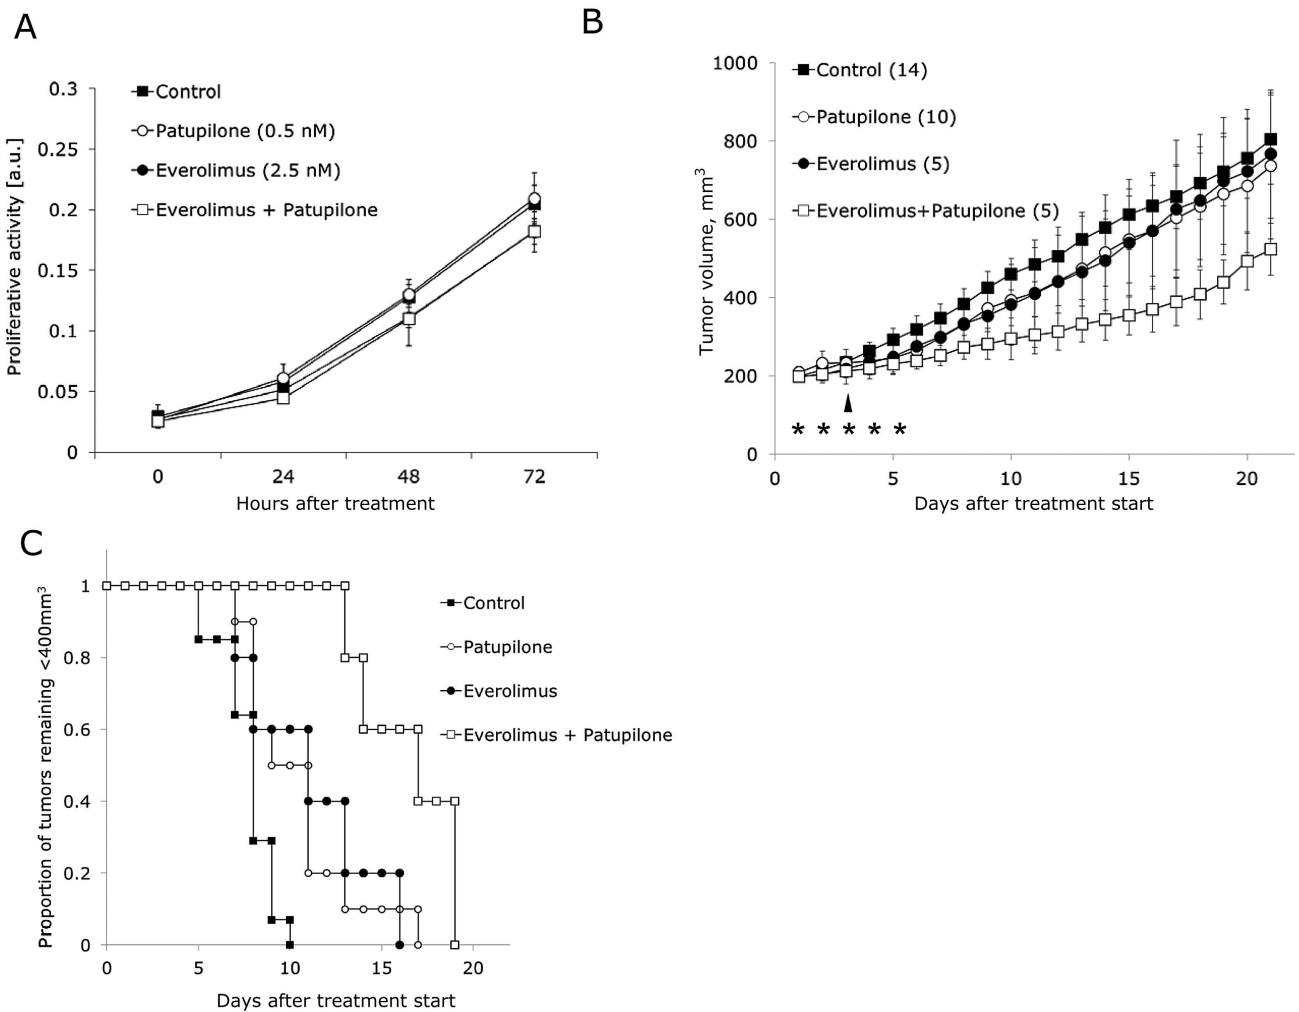 A
Proliferative activity [a.u.]
0.3
0.25
0.2
0.15
0.1
0.05
0
Control
Patupilone (0.5 nM)
Everolimus (2.5 nM)
Everolimus + Patupilone
0 24 48 72
Hours after treatment
B
Tumor volume, mm3
1000
800
600
400
200
0
Control (14)
Patupilone (10)
Everolimus (5)
Everolimus+Patupilone (5)
* * * * *
0 5 10 15 20
Days after treatment start
C
Proportion of tumors remaining <400mm3
1
0.8
0.6
0.4
0.2
0
Control
Patupilone
Everolimus
Everolimus + Patupilone
0 5 10 15 20
Days after treatment start